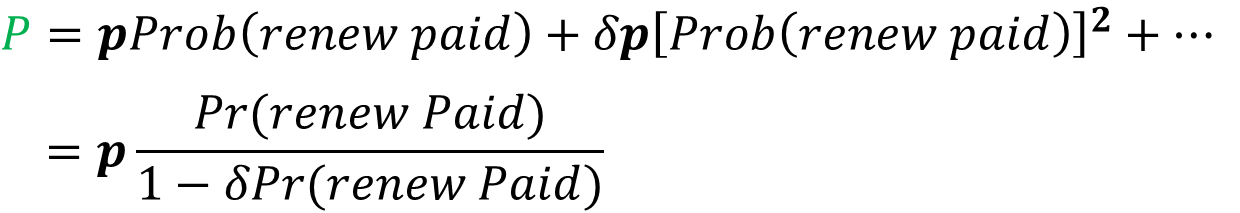 P = pProb(renew paid) + δp[Prob(renew paid)]² + ⋯
= p Pr(renew Paid) / 1 − δPr(renew Paid)